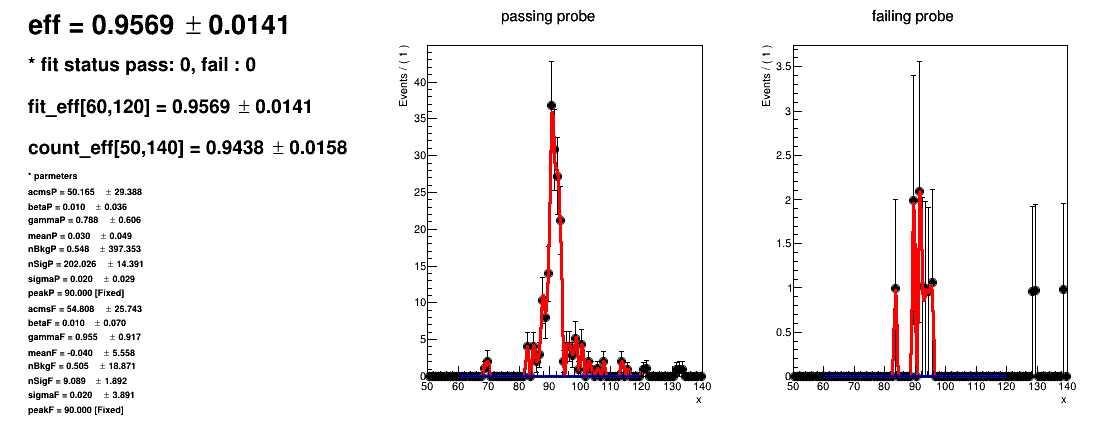 eff = 0.9569 ± 0.0141
* fit status pass: 0, fail : 0
fit_eff[60,120] = 0.9569 ± 0.0141
count_eff[50,140] = 0.9438 ± 0.0158
* parmeters
acmsP = 50.165 ± 29.388
betaP = 0.010 ± 0.036
gammaP = 0.788 ± 0.606
meanP = 0.030 ± 0.049
nBkgP = 0.548 ± 397.353
nSigP = 202.026 ± 14.391
sigmaP = 0.020 ± 0.029
peakP = 90.000 [Fixed]
acmsF = 54.808 ± 25.743
betaF = 0.010 ± 0.070
gammaF = 0.955 ± 0.917
meanF = -0.040 ± 5.558
nBkgF = 0.505 ± 18.871
nSigF = 9.089 ± 1.892
sigmaF = 0.020 ± 3.891
peakF = 90.000 [Fixed]
passing probe
Events / ( 1 )
40
35
30
25
20
15
10
5
0
50 60 70 80 90 100 110 120 130 140
x
failing probe
Events / ( 1 )
3.5
3
2.5
2
1.5
1
0.5
0
50 60 70 80 90 100 110 120 130 140
x